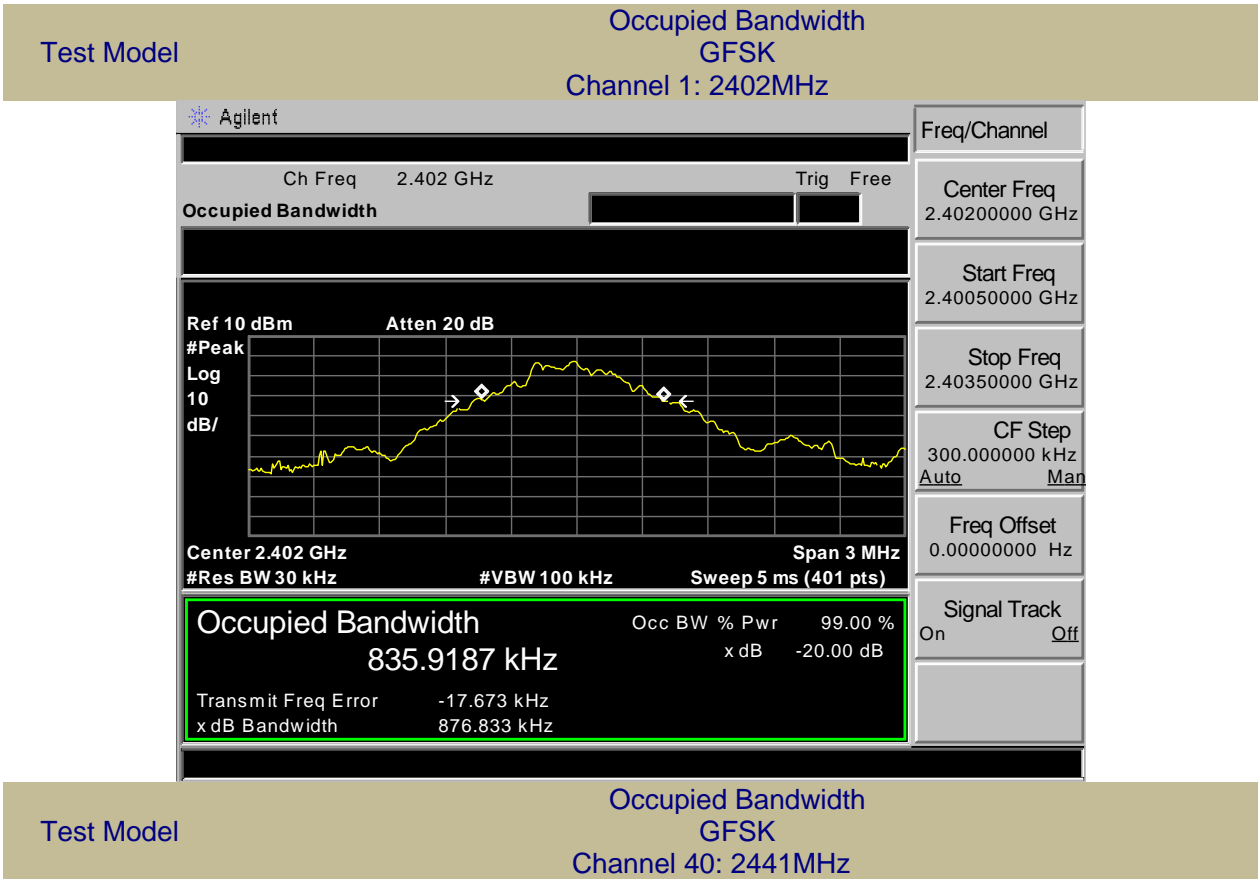 Occupied Bandwidth
Test Model GFSK
Channel 1: 2402MHz
Agilent
Freq/Channel
Ch Freq 2.402 GHz Trig Free
Occupied Bandwidth
Center Freq
2.40200000 GHz
Start Freq
2.40050000 GHz
Stop Freq
2.40350000 GHz
CF Step
300.000000 kHz
Auto Man
Freq Offset
0.00000000 Hz
Signal Track
On Off
Ref 10 dBm Atten 20 dB
#Peak
Log
10
dB/
Center 2.402 GHz Span 3 MHz
#Res BW 30 kHz #VBW 100 kHz Sweep 5 ms (401 pts)
Occupied Bandwidth
835.9187 kHz
Occ BW % Pwr 99.00 %
x dB -20.00 dB
Transmit Freq Error -17.673 kHz
x dB Bandwidth 876.833 kHz
Occupied Bandwidth
Test Model GFSK
Channel 40: 2441MHz